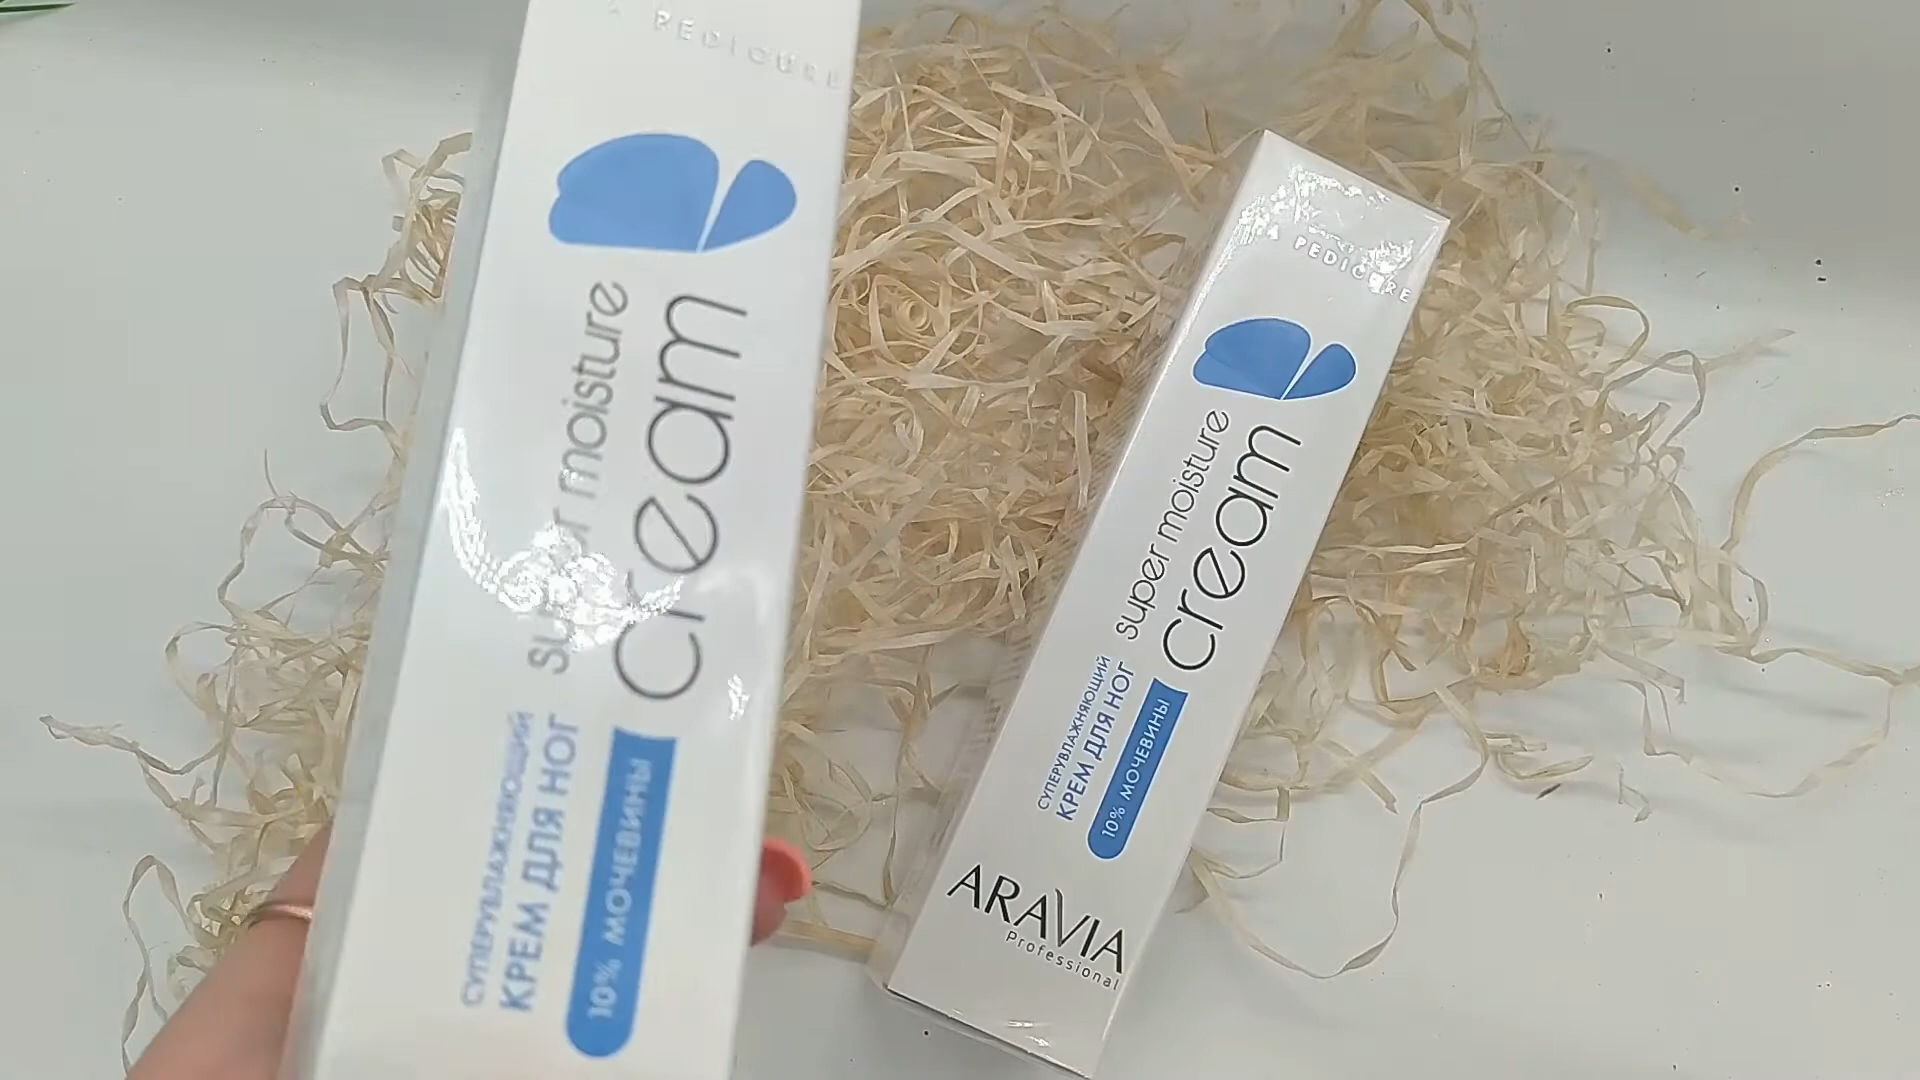 PEDICURE
super moisture
cream
СУПЕРУВЛАЖНЯЮЩИЙ
КРЕМ ДЛЯ НОГ
10% МОЧЕВИНЫ
PEDICURE
super moisture
cream
СУПЕРУВЛАЖНЯЮЩИЙ
КРЕМ ДЛЯ НОГ
10% МОЧЕВИНЫ
ARAVIA
Professional